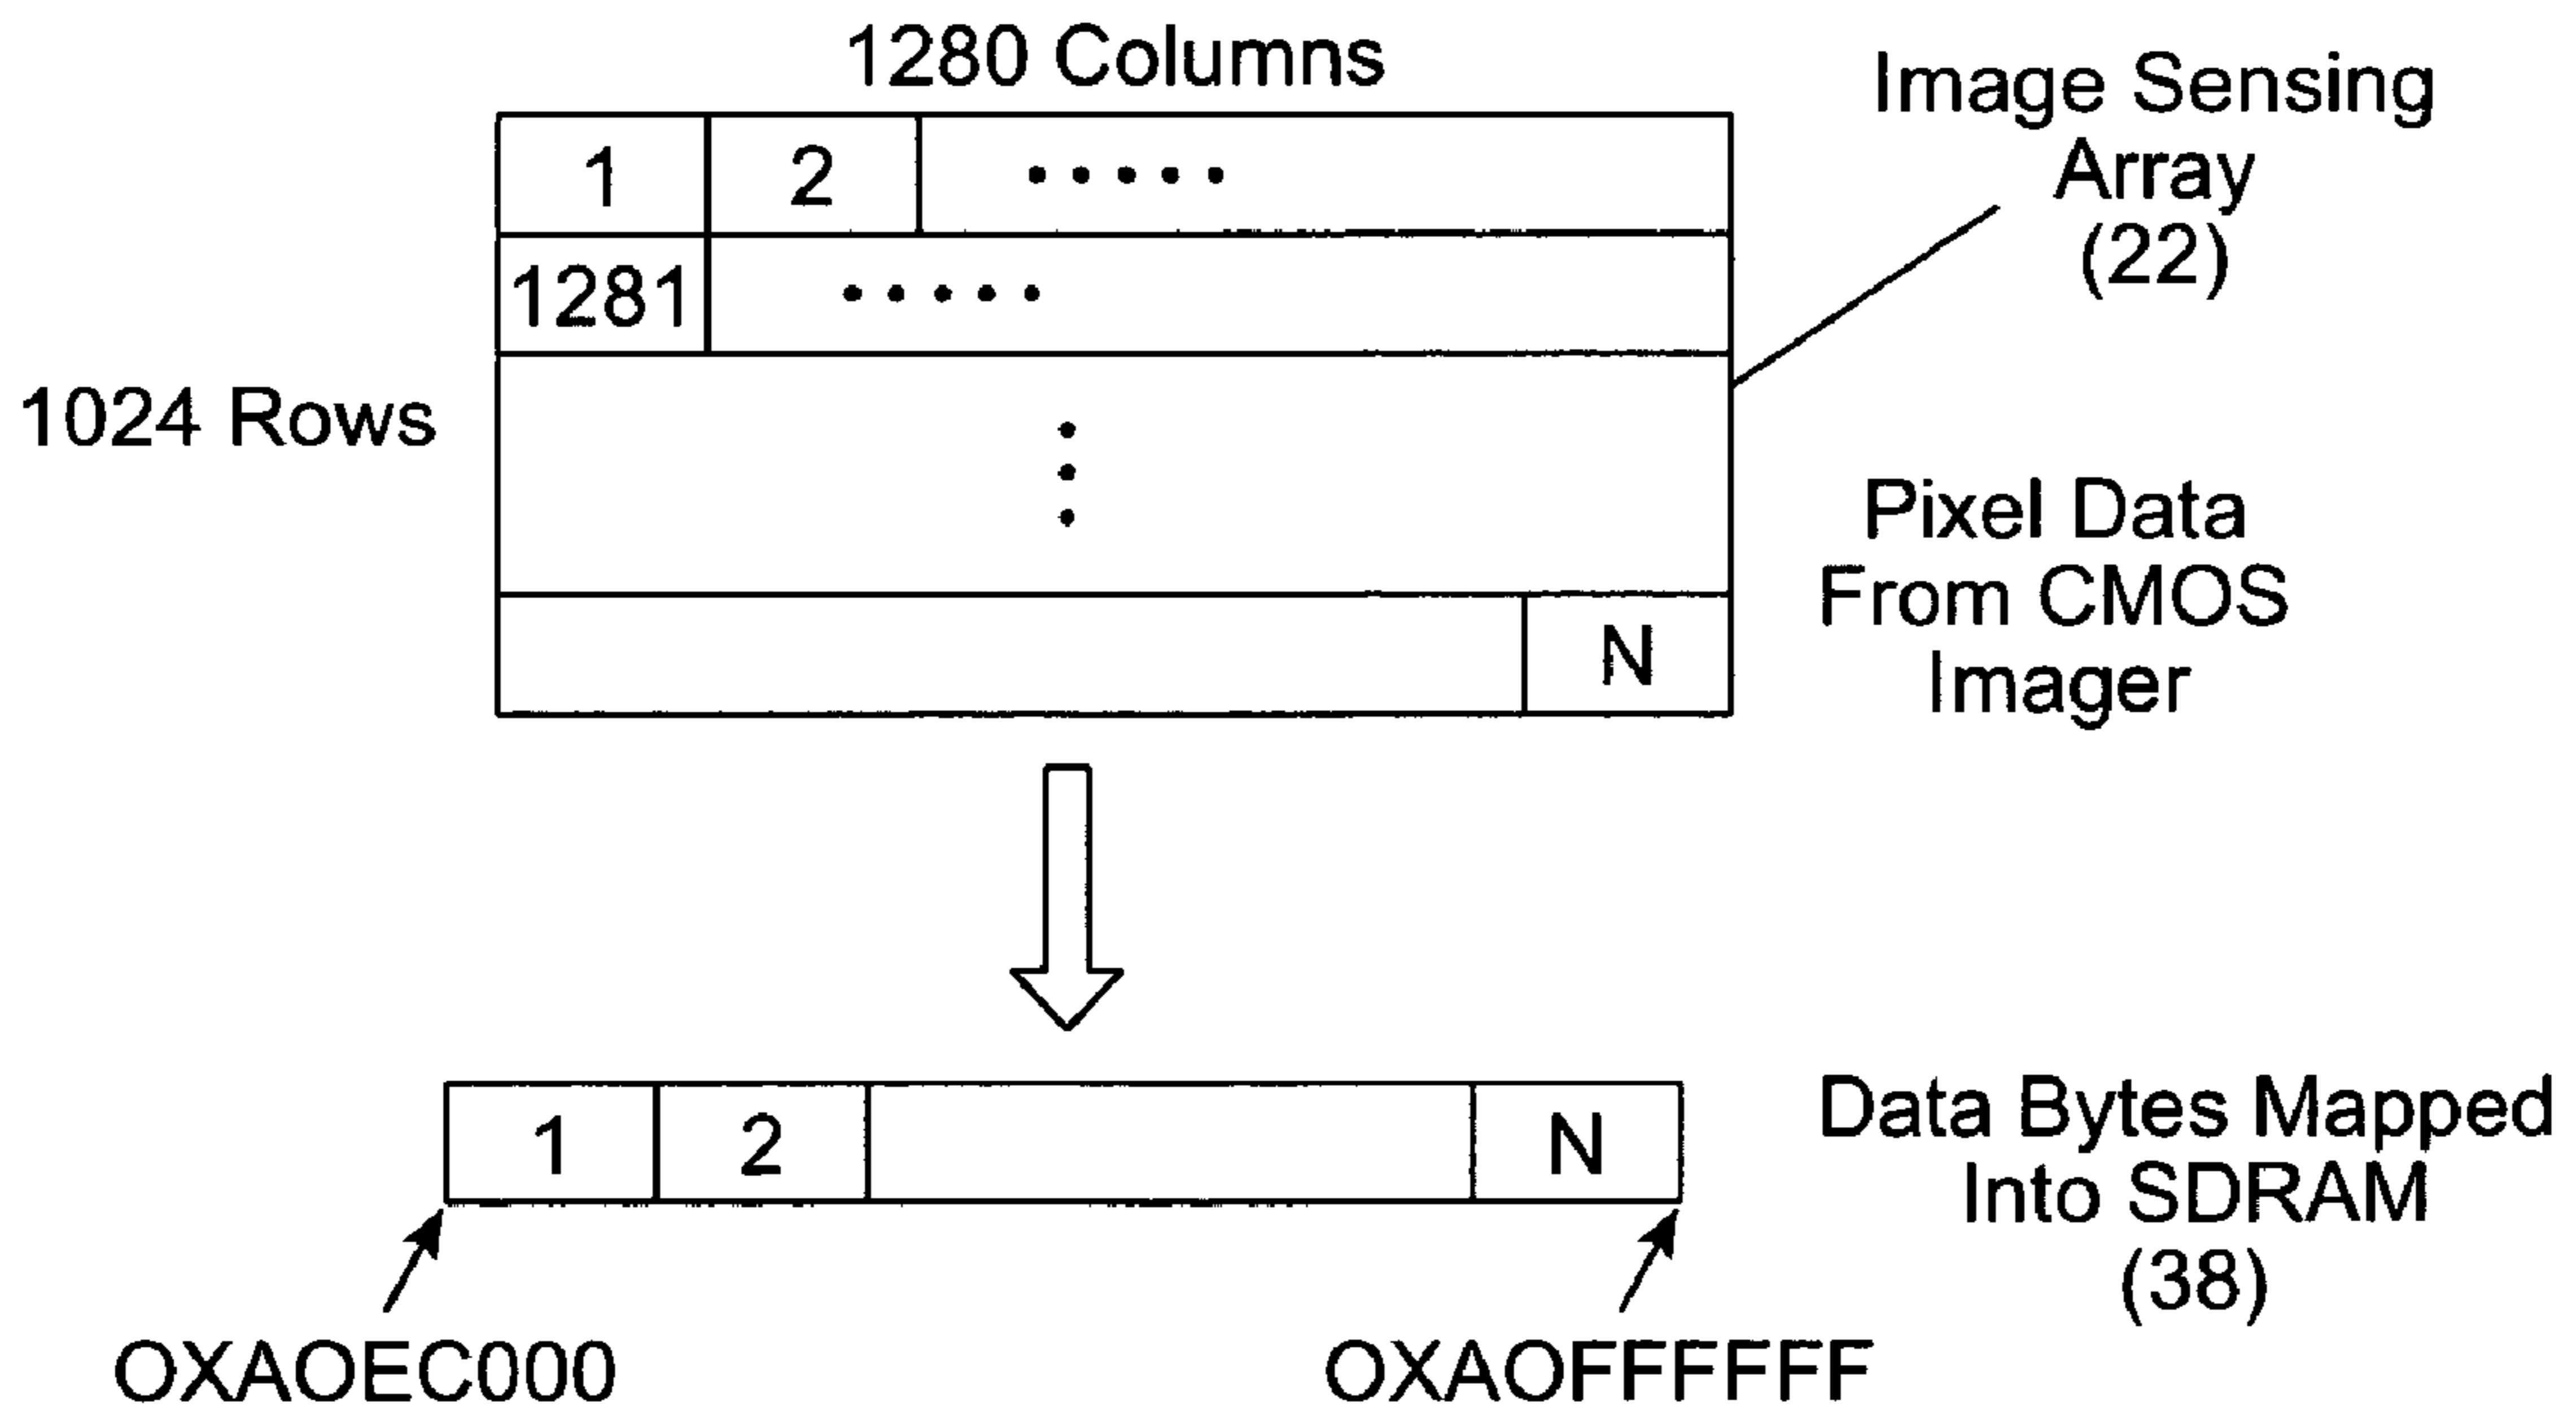 1280 Columns
Image Sensing
Array
(22)
1 2 •••••
1281 •••••
1024 Rows
Pixel Data
From CMOS
Imager
N
1 2 N
Data Bytes Mapped
Into SDRAM
(38)
OXAOEC000
OXAOFFFFFF